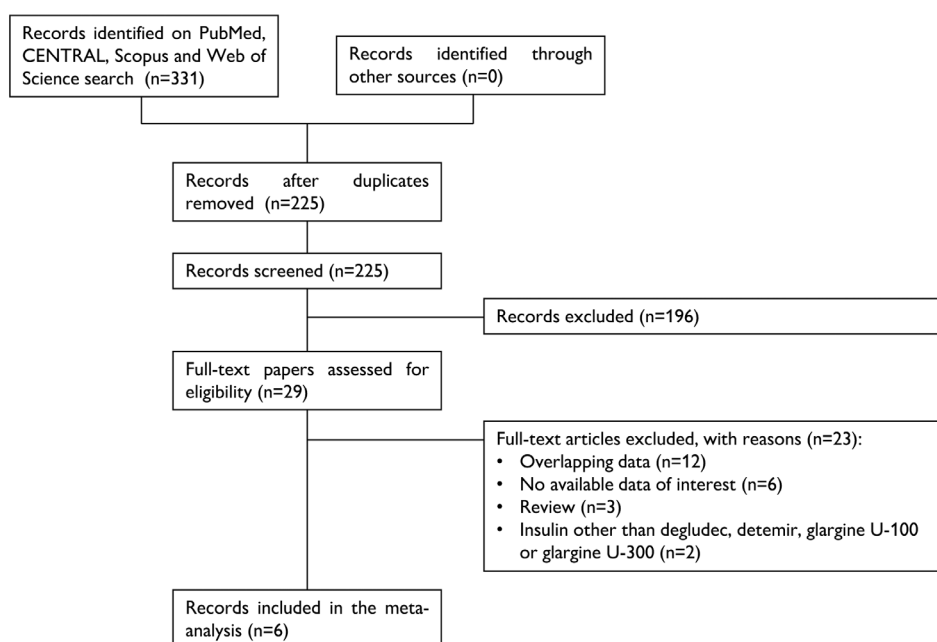 Records identified on PubMed,
CENTRAL, Scopus and Web of
Science search (n=331)
Records identified through
other sources (n=0)
Records after duplicates
removed (n=225)
Records screened (n=225)
Records excluded (n=196)
Full-text papers assessed for
eligibility (n=29)
Full-text articles excluded, with reasons (n=23):
• Overlapping data (n=12)
• No available data of interest (n=6)
• Review (n=3)
• Insulin other than degludec, detemir, glargine U-100
or glargine U-300 (n=2)
Records included in the meta-
analysis (n=6)